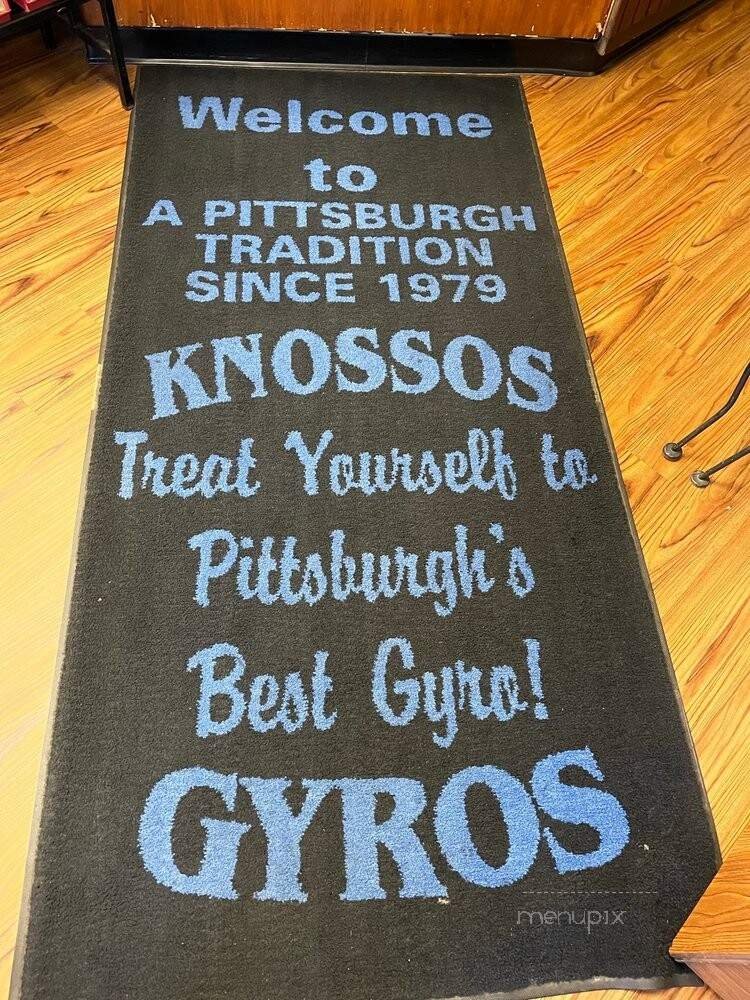 Welcome
to
A PITTSBURGH
TRADITION
SINCE 1979
KNOSSOS
Treat Yourself to
Pittsburgh's
Best Gyro!
GYROS
menupix